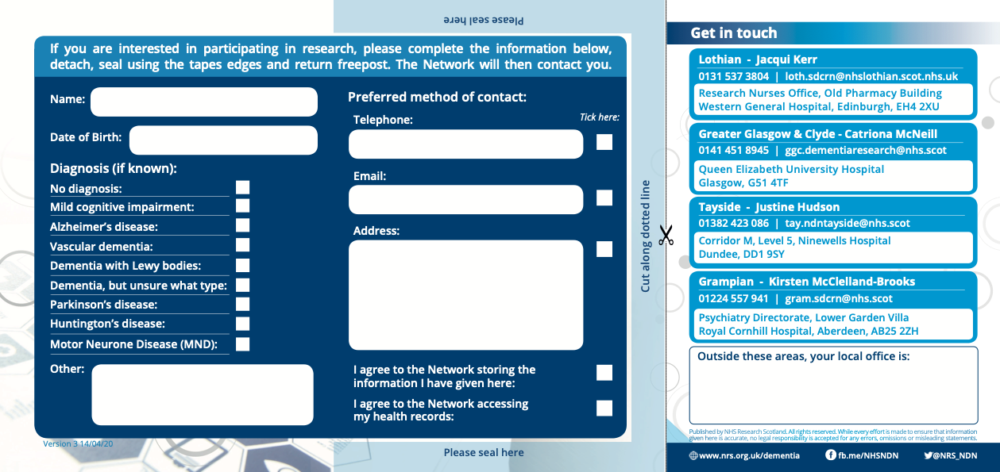 Please seal here
If you are interested in participating in research, please complete the information below,
detach, seal using the tapes edges and return freepost. The Network will then contact you.
Name:
Date of Birth:
Diagnosis (if known):
No diagnosis:
Mild cognitive impairment:
Alzheimer's disease:
Vascular dementia:
Dementia with Lewy bodies:
Dementia, but unsure what type:
Parkinson's disease:
Huntington's disease:
Motor Neurone Disease (MND):
Other:
Preferred method of contact:
Tick here:
Telephone:
Email:
Address:
I agree to the Network storing the
information I have given here:
I agree to the Network accessing
my health records:
Version 3 14/04/20
Please seal here
Cut along dotted line
Get in touch
Lothian - Jacqui Kerr
0131 537 3804 | loth.sdcrn@nhslothian.scot.nhs.uk
Research Nurses Office, Old Pharmacy Building
Western General Hospital, Edinburgh, EH4 2XU
Greater Glasgow & Clyde - Catriona McNeill
0141 451 8945 | ggc.dementiaresearch@nhs.scot
Queen Elizabeth University Hospital
Glasgow, G51 4TF
Tayside - Justine Hudson
01382 423 086 | tay.ndntayside@nhs.scot
Corridor M, Level 5, Ninewells Hospital
Dundee, DD1 9SY
Grampian - Kirsten McClelland-Brooks
01224 557 941 | gram.sdcrn@nhs.scot
Psychiatry Directorate, Lower Garden Villa
Royal Cornhill Hospital, Aberdeen, AB25 2ZH
Outside these areas, your local office is:
Published by NHS Research Scotland. All rights reserved. While every effort is made to ensure that information
given here is accurate, no legal responsibility is accepted for any errors, omissions or misleading statements.
www.nrs.org.uk/dementia
fb.me/NHSNDN
@NRS_NDN